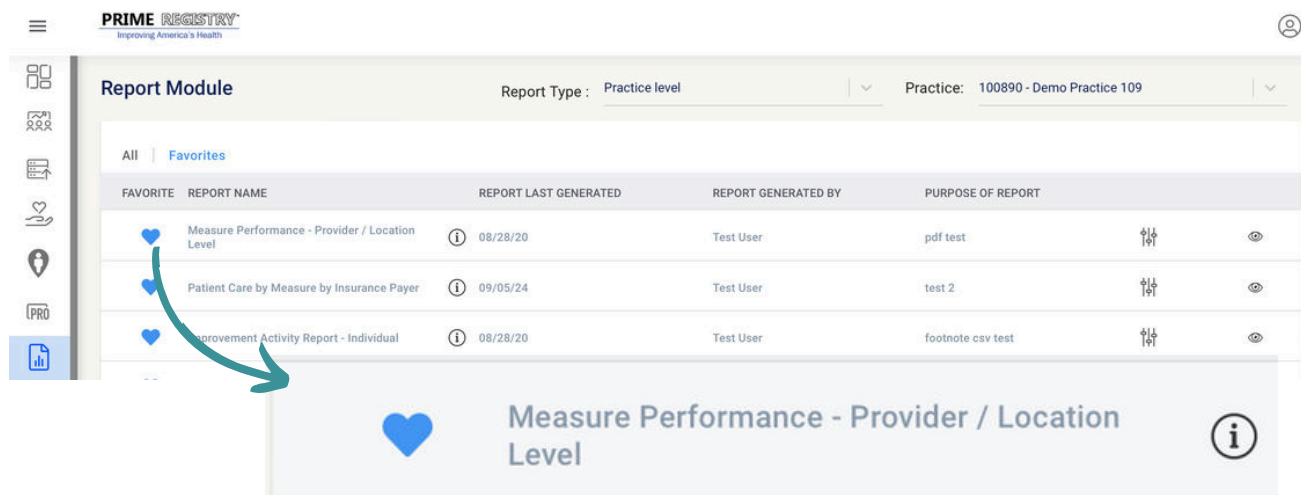 PRIME REGISTRY™
Improving America's Health
Report Module
Report Type : Practice level
Practice: 100890 - Demo Practice 109
All | Favorites
FAVORITE REPORT NAME REPORT LAST GENERATED REPORT GENERATED BY PURPOSE OF REPORT
Measure Performance - Provider / Location
Level
08/28/20 Test User pdf test
Patient Care by Measure by Insurance Payer 09/05/24 Test User test 2
PRO
provement Activity Report - Individual 08/28/20 Test User footnote csv test
Measure Performance - Provider / Location
Level